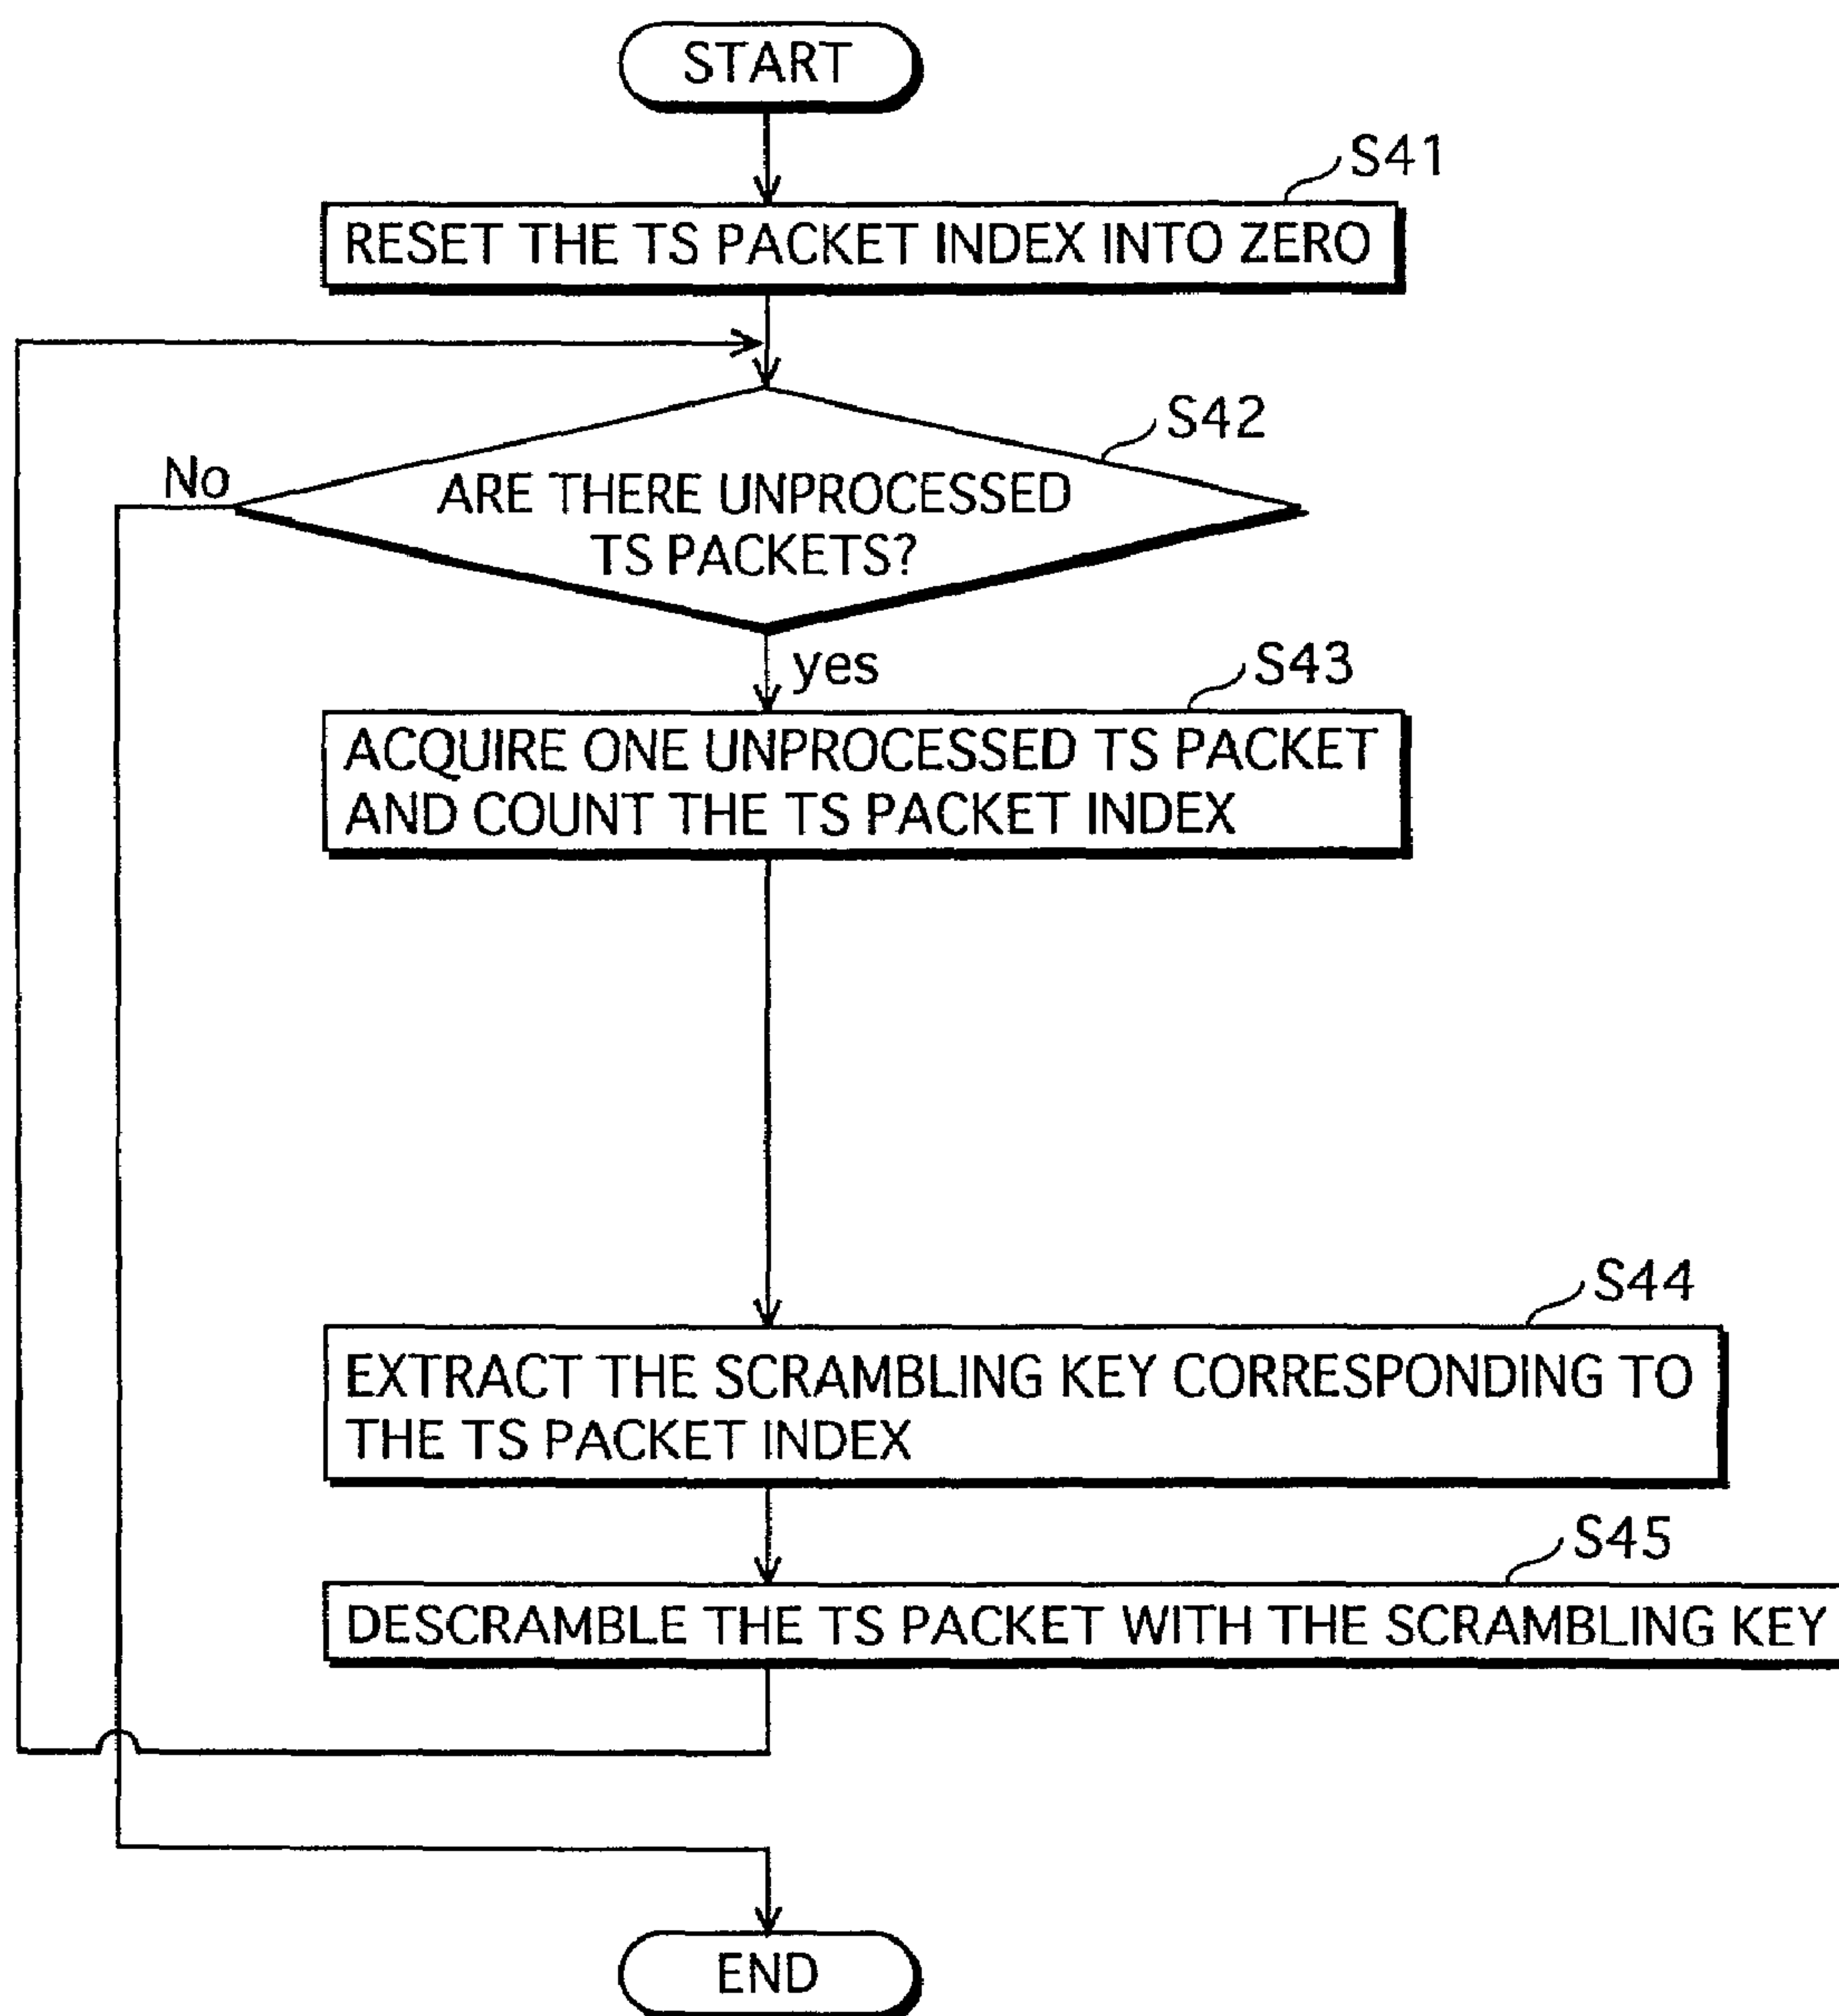 START
S41
RESET THE TS PACKET INDEX INTO ZERO
S42
No
ARE THERE UNPROCESSED
TS PACKETS?
yes
S43
ACQUIRE ONE UNPROCESSED TS PACKET
AND COUNT THE TS PACKET INDEX
S44
EXTRACT THE SCRAMBLING KEY CORRESPONDING TO
THE TS PACKET INDEX
S45
DESCRAMBLE THE TS PACKET WITH THE SCRAMBLING KEY
END